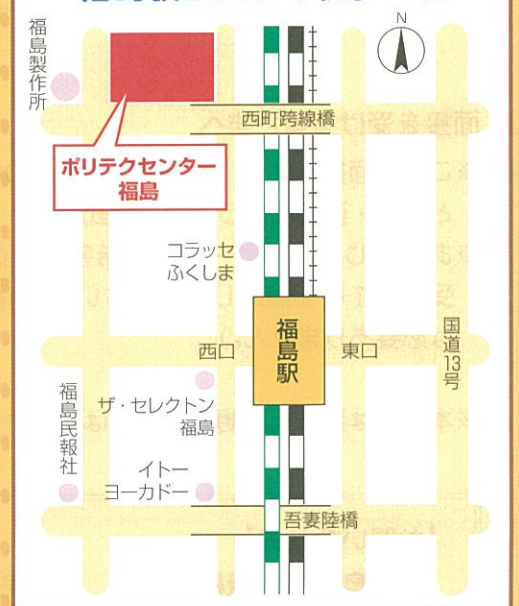 N
福島製作所
西町跨線橋
ポリテクセンター
福島
コラッセ
ふくしま
西口
福島駅
東口
国道13号
ザ・セレクトン
福島
福島民報社
イトー
ヨーカドー
吾妻陸橋